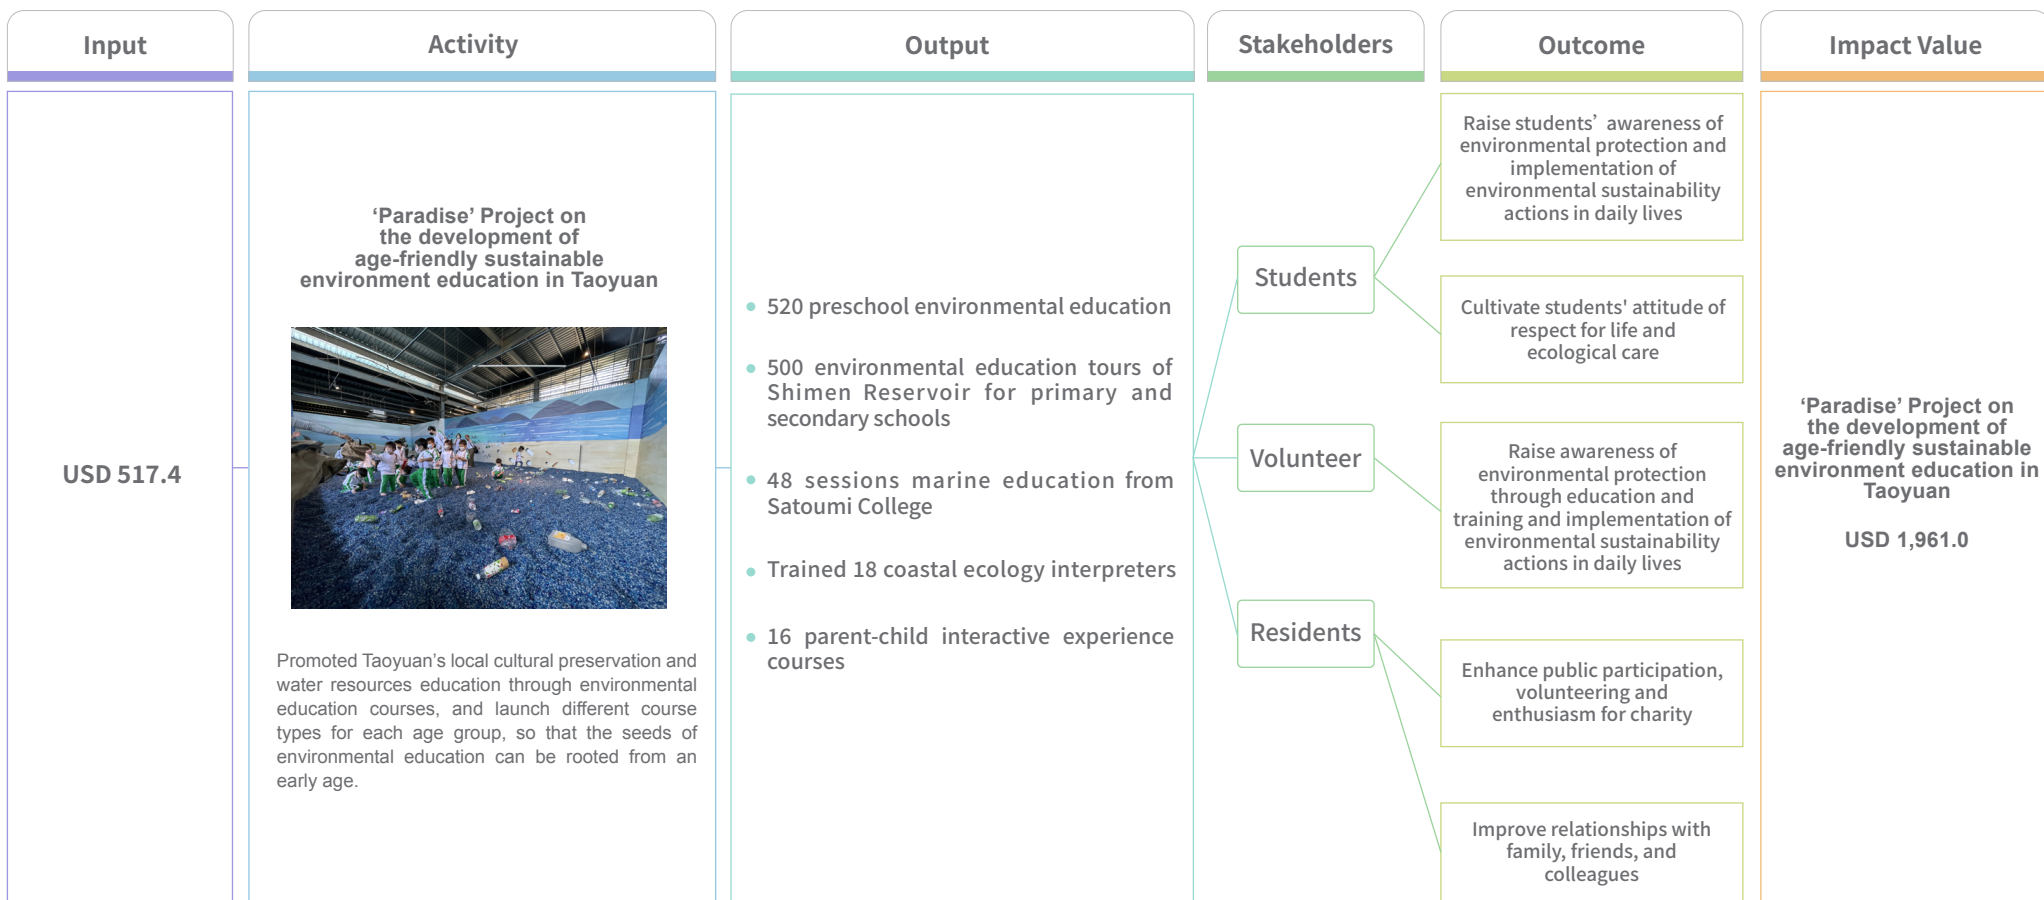 Input
Activity
Output
Stakeholders
Outcome
Impact Value
USD 517.4
‘Paradise’ Project on
the development of
age-friendly sustainable
environment education in Taoyuan
Promoted Taoyuan’s local cultural preservation and
water resources education through environmental
education courses, and launch different course
types for each age group, so that the seeds of
environmental education can be rooted from an
early age.
• 520 preschool environmental education
• 500 environmental education tours of
Shimen Reservoir for primary and
secondary schools
• 48 sessions marine education from
Satoumi College
• Trained 18 coastal ecology interpreters
• 16 parent-child interactive experience
courses
Students
Volunteer
Residents
Raise students’ awareness of
environmental protection and
implementation of
environmental sustainability
actions in daily lives
Cultivate students' attitude of
respect for life and
ecological care
Raise awareness of
environmental protection
through education and
training and implementation of
environmental sustainability
actions in daily lives
Enhance public participation,
volunteering and
enthusiasm for charity
Improve relationships with
family, friends, and
colleagues
‘Paradise’ Project on
the development of
age-friendly sustainable
environment education in
Taoyuan
USD 1,961.0